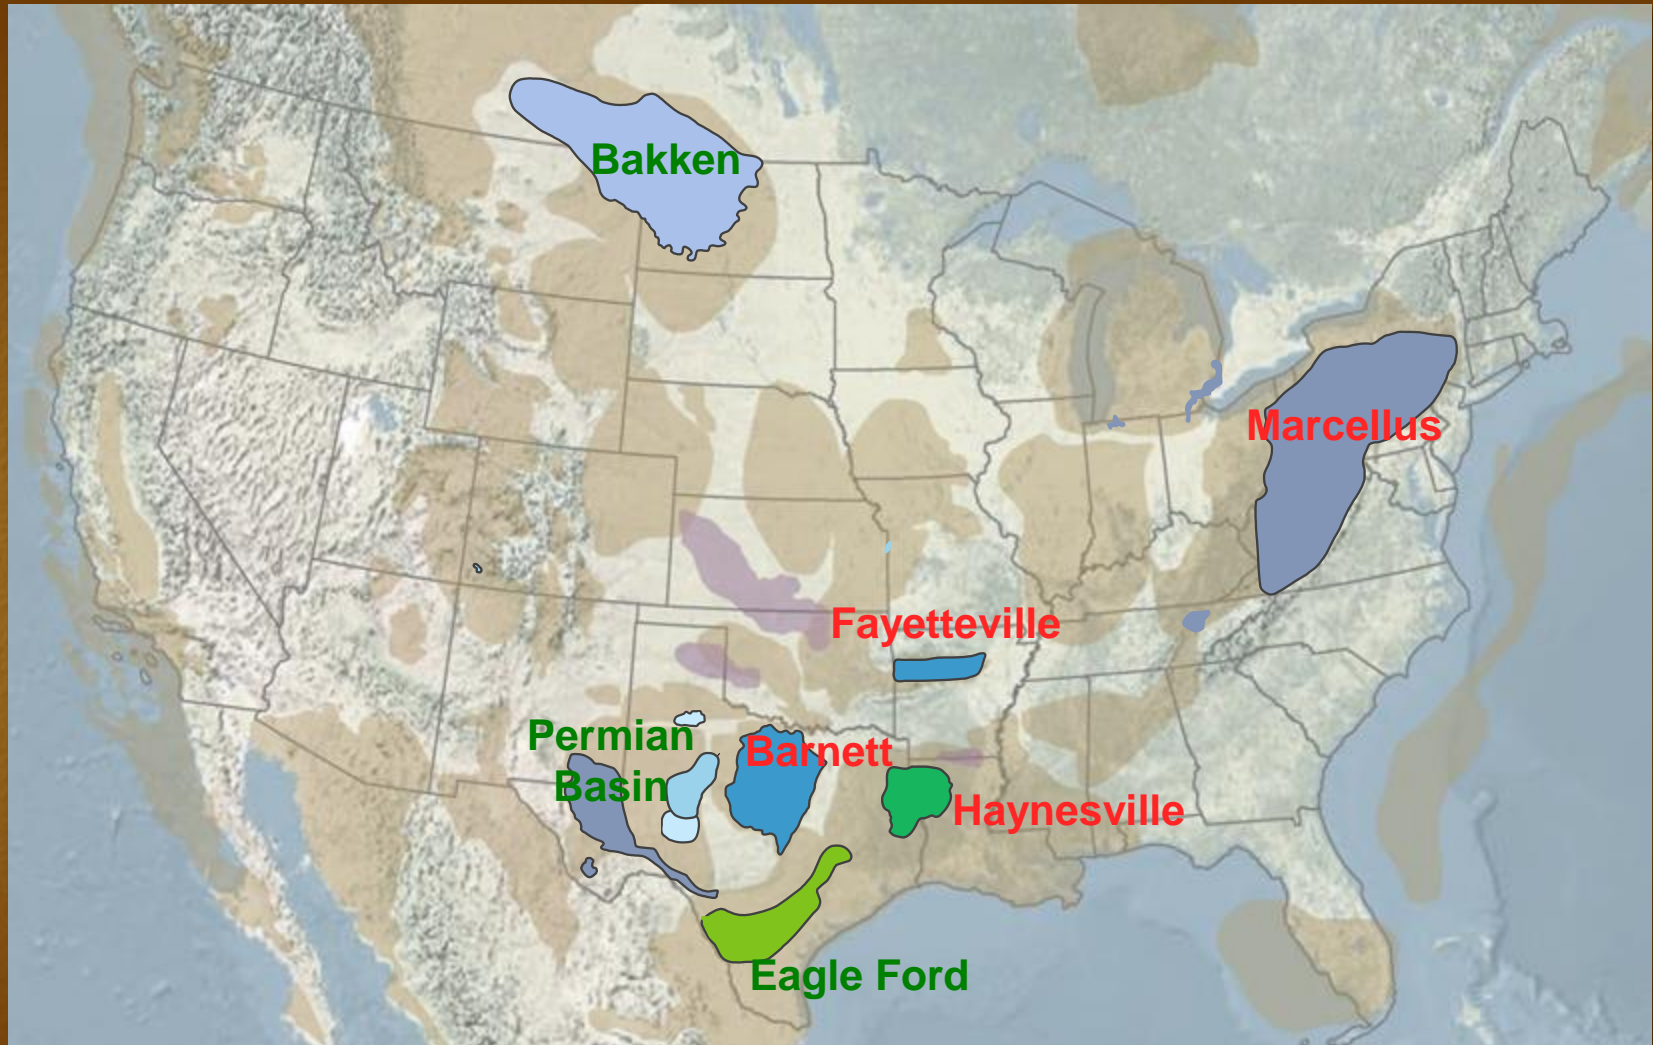 Bakken
Marcellus
Fayetteville
Permian
Basin
Barnett
Haynesville
Eagle Ford